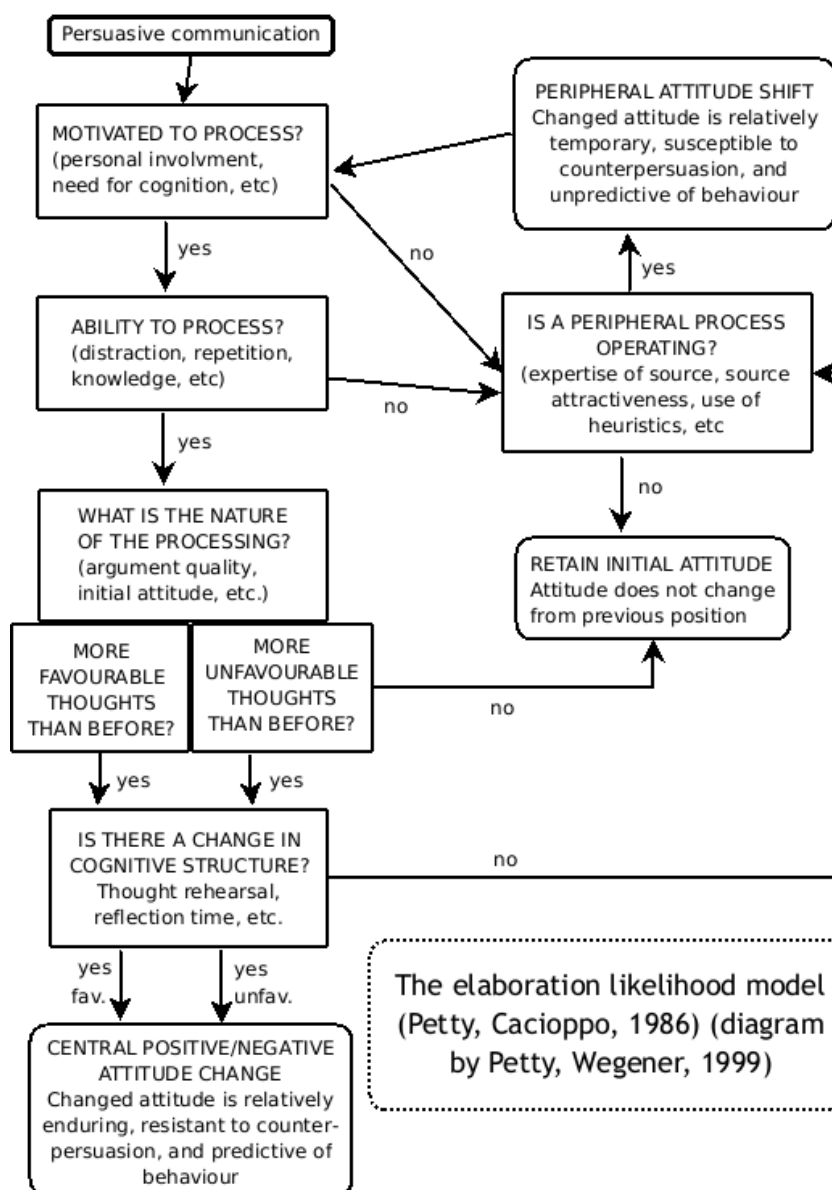 Persuasive communication
MOTIVATED TO PROCESS?
(personal involvment,
need for cognition, etc)
yes
no
ABILITY TO PROCESS?
(distraction, repetition,
knowledge, etc)
yes
no
WHAT IS THE NATURE
OF THE PROCESSING?
(argument quality,
initial attitude, etc.)
MORE
FAVOURABLE
THOUGHTS
THAN BEFORE?
MORE
UNFAVOURABLE
THOUGHTS
THAN BEFORE?
no
yes
yes
IS THERE A CHANGE IN
COGNITIVE STRUCTURE?
Thought rehearsal,
reflection time, etc.
no
yes
fav.
yes
unfav.
CENTRAL POSITIVE/NEGATIVE
ATTITUDE CHANGE
Changed attitude is relatively
enduring, resistant to counter-
persuasion, and predictive of
behaviour
PERIPHERAL ATTITUDE SHIFT
Changed attitude is relatively
temporary, susceptible to
counterpersuasion, and
unpredictive of behaviour
yes
IS A PERIPHERAL PROCESS
OPERATING?
(expertise of source, source
attractiveness, use of
heuristics, etc
no
RETAIN INITIAL ATTITUDE
Attitude does not change
from previous position
The elaboration likelihood model
(Petty, Cacioppo, 1986) (diagram
by Petty, Wegener, 1999)